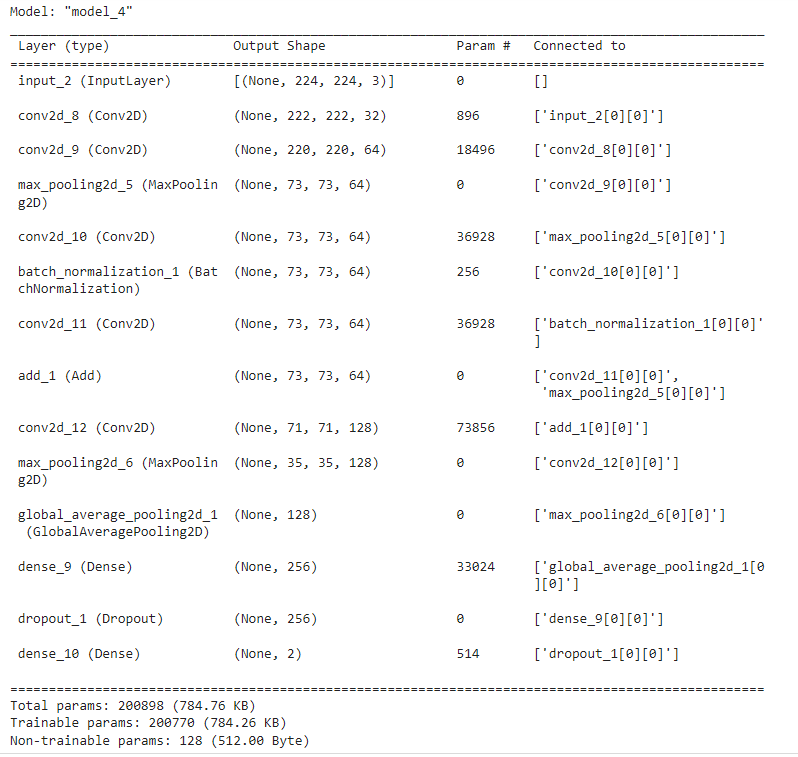 Model: "model_4"
Layer (type) Output Shape Param # Connected to
input_2 (InputLayer) [(None, 224, 224, 3)] 0 []
conv2d_8 (Conv2D) (None, 222, 222, 32) 896 ['input_2[0][0]']
conv2d_9 (Conv2D) (None, 220, 220, 64) 18496 ['conv2d_8[0][0]']
max_pooling2d_5 (MaxPoolin (None, 73, 73, 64) 0 ['conv2d_9[0][0]']
g2D)
conv2d_10 (Conv2D) (None, 73, 73, 64) 36928 ['max_pooling2d_5[0][0]']
batch_normalization_1 (Bat (None, 73, 73, 64) 256 ['conv2d_10[0][0]']
chNormalization)
conv2d_11 (Conv2D) (None, 73, 73, 64) 36928 ['batch_normalization_1[0][0]'
]
add_1 (Add) (None, 73, 73, 64) 0 ['conv2d_11[0][0]',
'max_pooling2d_5[0][0]']
conv2d_12 (Conv2D) (None, 71, 71, 128) 73856 ['add_1[0][0]']
max_pooling2d_6 (MaxPoolin (None, 35, 35, 128) 0 ['conv2d_12[0][0]']
g2D)
global_average_pooling2d_1 (None, 128) 0 ['max_pooling2d_6[0][0]']
(GlobalAveragePooling2D)
dense_9 (Dense) (None, 256) 33024 ['global_average_pooling2d_1[0
][0]']
dropout_1 (Dropout) (None, 256) 0 ['dense_9[0][0]']
dense_10 (Dense) (None, 2) 514 ['dropout_1[0][0]']
Total params: 200898 (784.76 KB)
Trainable params: 200770 (784.26 KB)
Non-trainable params: 128 (512.00 Byte)